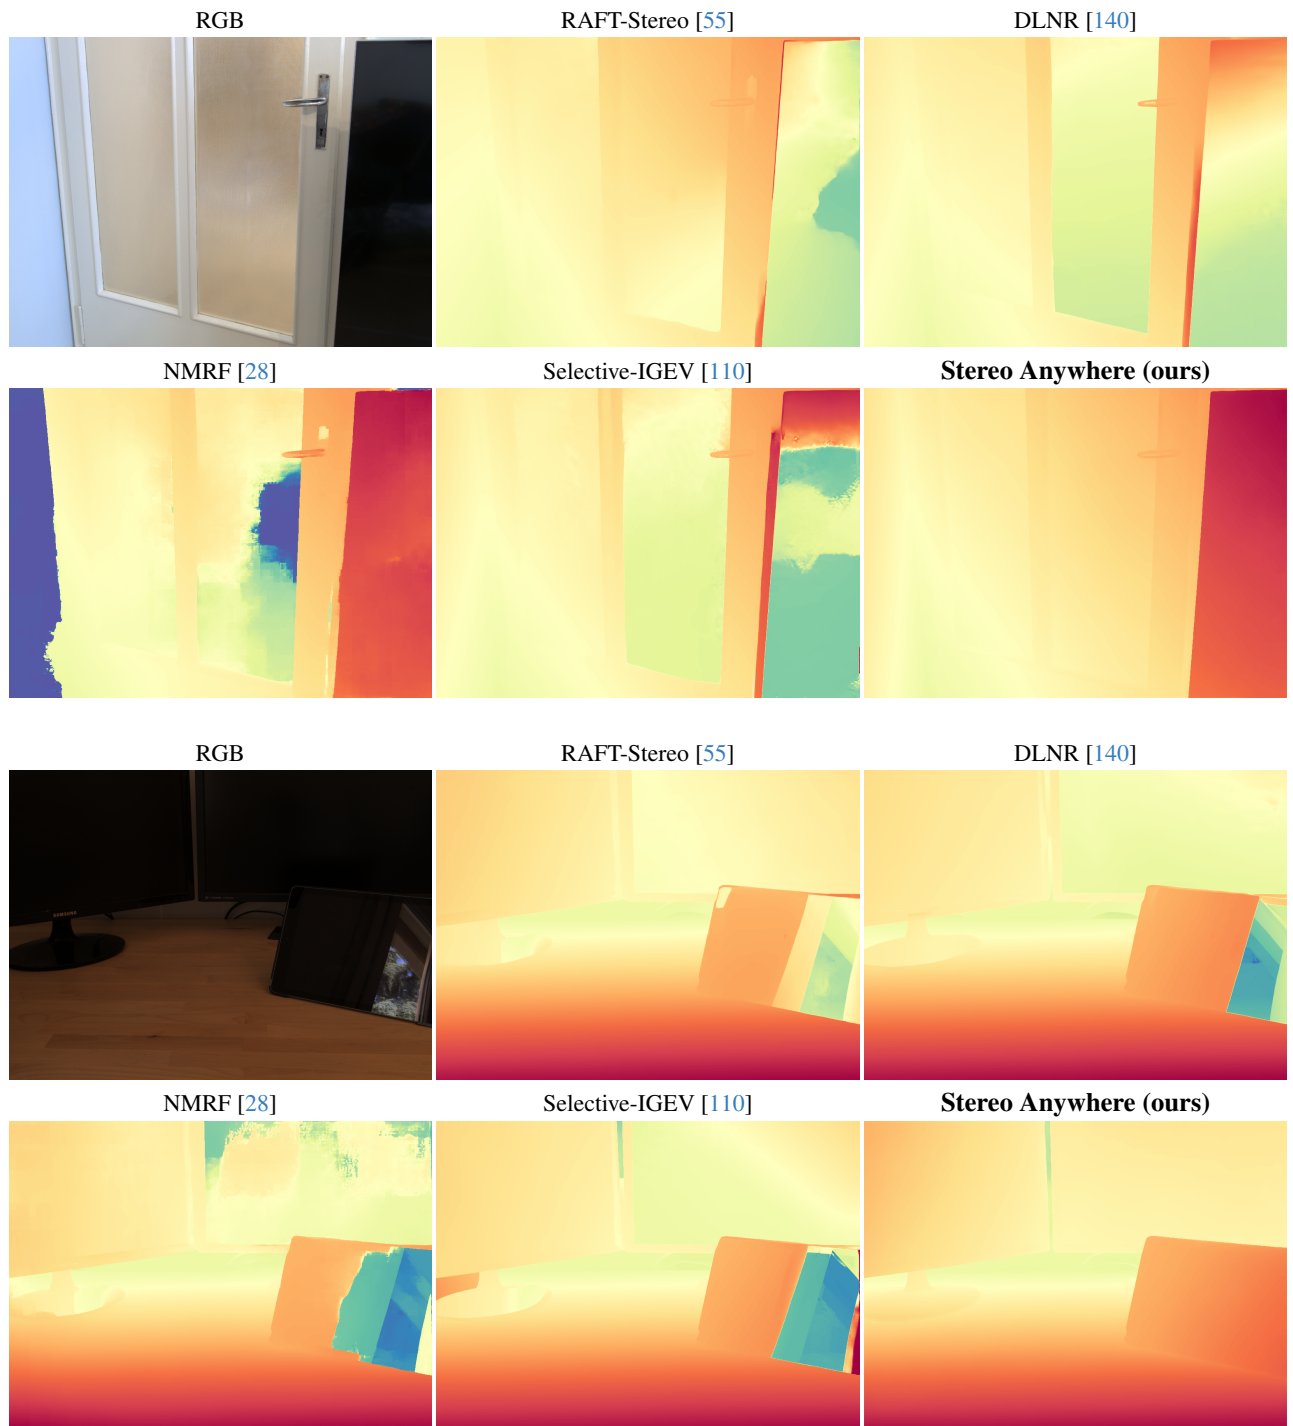 RGB
RAFT-Stereo [55]
DLNR [140]
NMRF [28]
Selective-IGEV [110]
Stereo Anywhere (ours)
RGB
RAFT-Stereo [55]
DLNR [140]
SAMSUNG
NMRF [28]
Selective-IGEV [110]
Stereo Anywhere (ours)